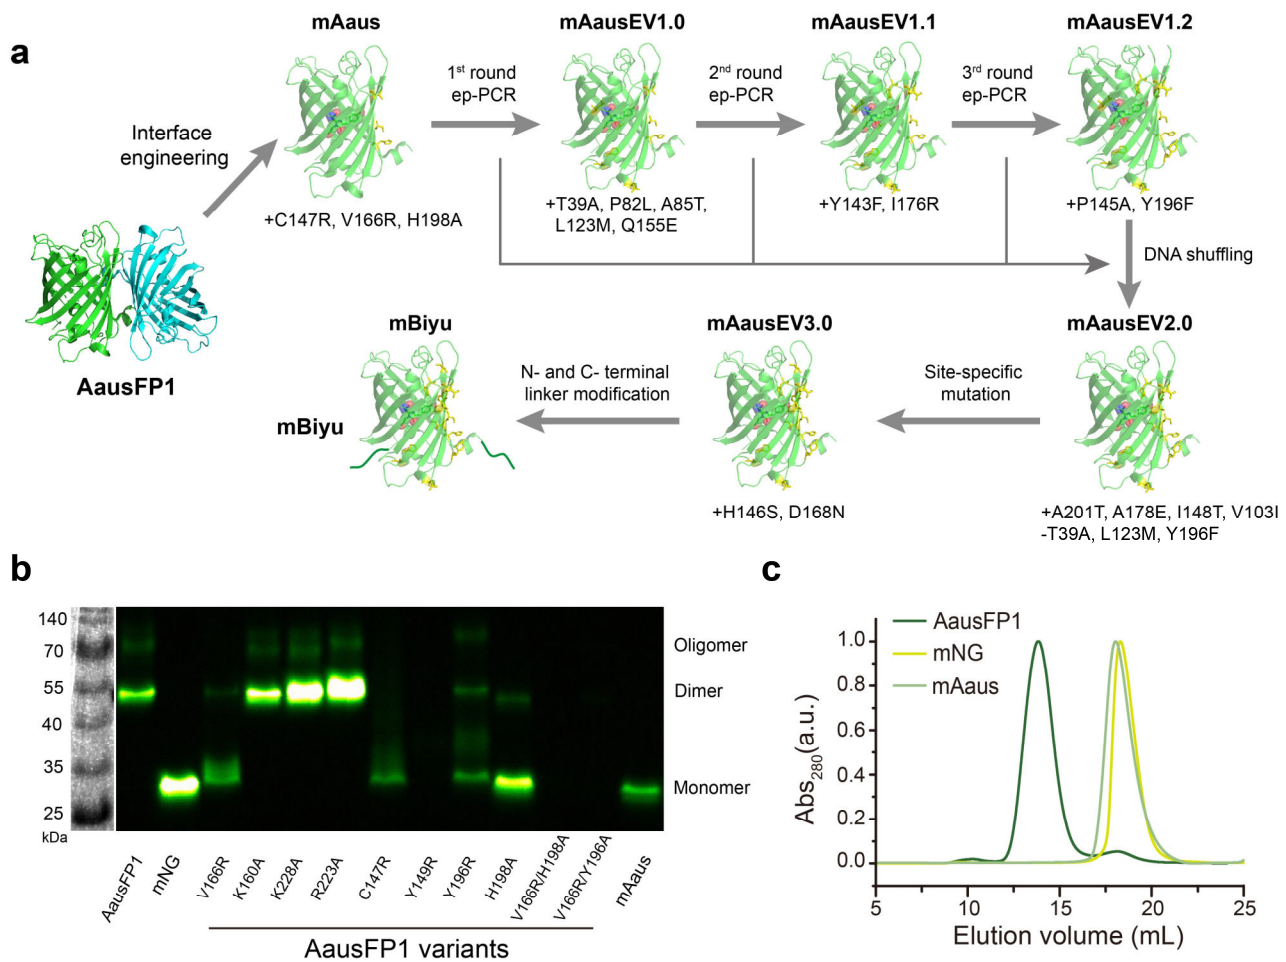 a
mAaus
mAausEV1.0
mAausEV1.1
mAausEV1.2
1st round
ep-PCR
2nd round
ep-PCR
3rd round
ep-PCR
Interface
engineering
+C147R, V166R, H198A
+T39A, P82L, A85T,
L123M, Q155E
+Y143F, I176R
+P145A, Y196F
DNA shuffling
AausFP1
mBiyu
mAausEV3.0
mAausEV2.0
N- and C- terminal
linker modification
Site-specific
mutation
mBiyu
+H146S, D168N
+A201T, A178E, I148T, V103I
-T39A, L123M, Y196F
b
140
70
55
40
35
25
kDa
Oligomer
Dimer
Monomer
AausFP1
mNG
V166R
K160A
K228A
R223A
C147R
Y149R
Y196R
H198A
V166R/H198A
V166R/Y196A
mAaus
AausFP1 variants
c
AausFP1
mNG
mAaus
1.0
0.8
0.6
0.4
0.2
0.0
Abs280(a.u.)
5
10
15
20
25
Elution volume (mL)